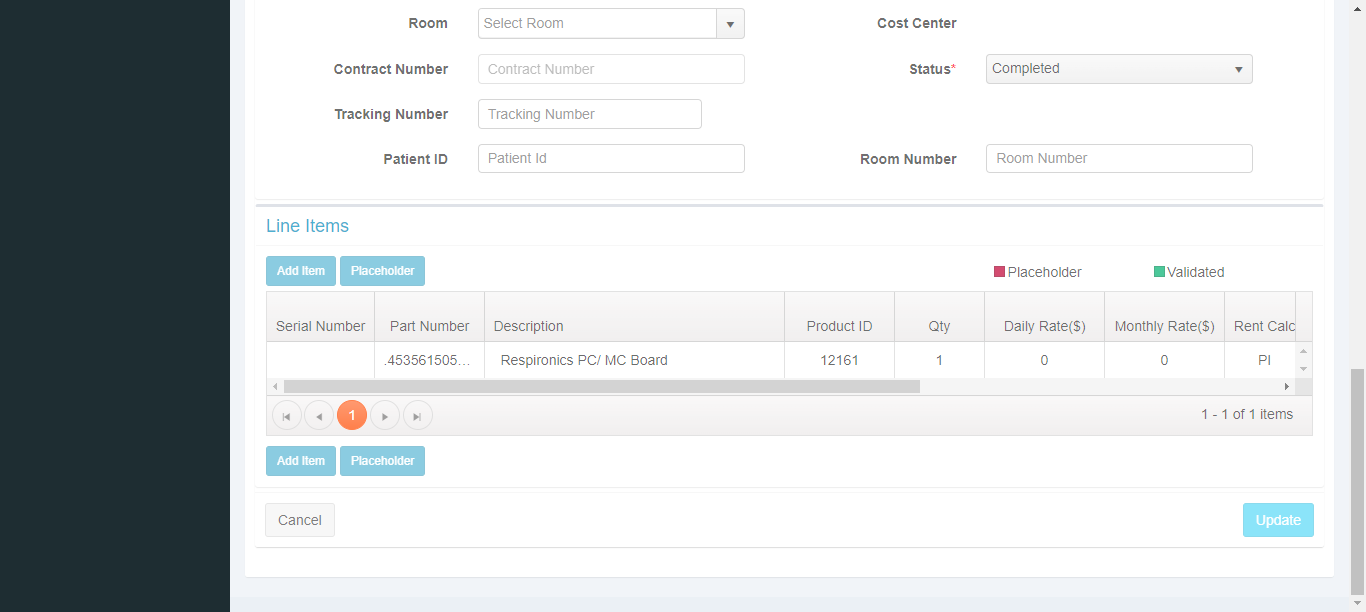 Room Select Room Cost Center
Contract Number Contract Number Status* Completed
Tracking Number Tracking Number
Patient ID Patient Id Room Number Room Number
Line Items
Add Item Placeholder Placeholder Validated
Serial Number Part Number Description Product ID Qty Daily Rate($) Monthly Rate($) Rent Calc
.453561505... Respironics PC/ MC Board 12161 1 0 0 PI
1 1 - 1 of 1 items
Add Item Placeholder
Cancel Update